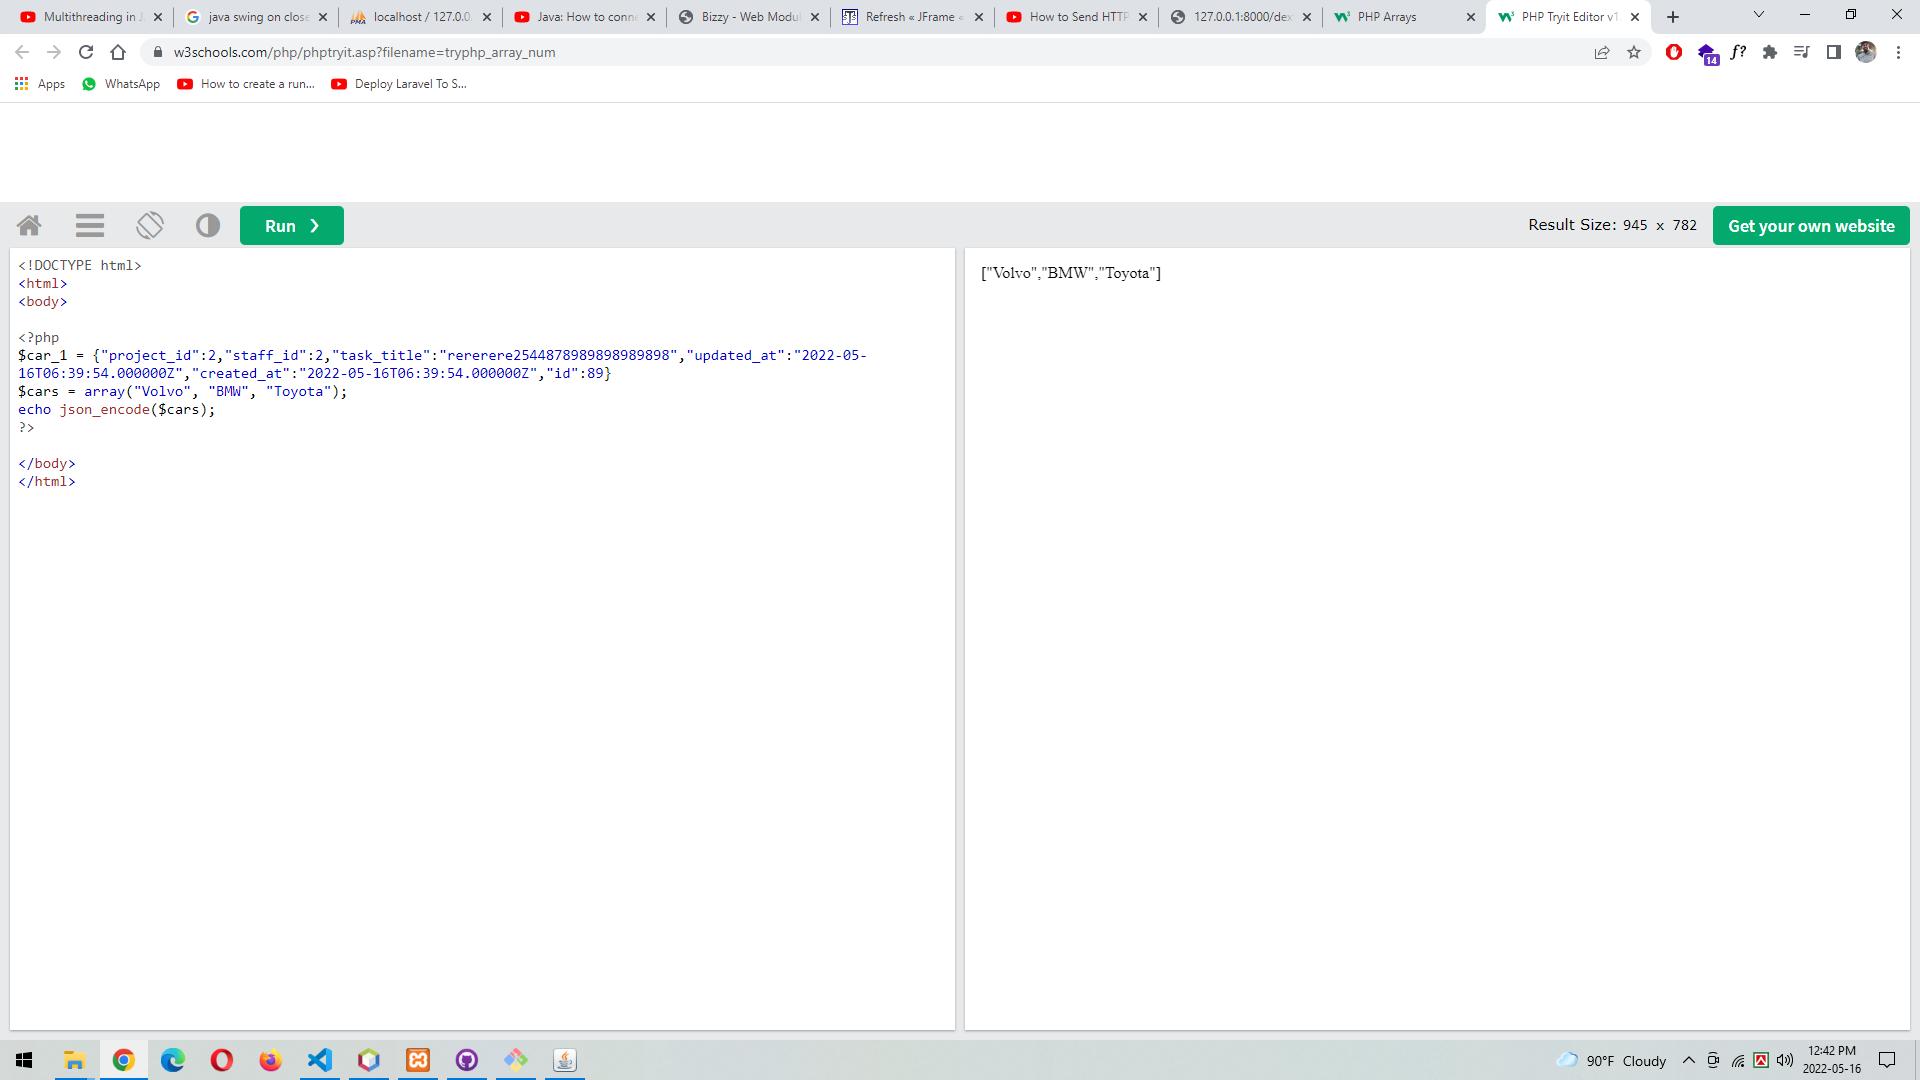 Multithreading in J
java swing on close
localhost / 127.0.0.
Java: How to conne
Bizzy - Web Modul
Refresh « JFrame «
How to Send HTTP
127.0.0.1:8000/dex
PHP Arrays
PHP Tryit Editor v1.
w3schools.com/php/phptryit.asp?filename=tryphp_array_num
14
f?
Apps
WhatsApp
How to create a run...
Deploy Laravel To S...
Run ❯
Result Size: 945 x 782
Get your own website
<!DOCTYPE html>
<html>
<body>
<?php
$car_1 = {"project_id":2,"staff_id":2,"task_title":"rererere2544878989898989898","updated_at":"2022-05-
16T06:39:54.000000Z","created_at":"2022-05-16T06:39:54.000000Z","id":89}
$cars = array("Volvo", "BMW", "Toyota");
echo json_encode($cars);
?>
</body>
</html>
["Volvo","BMW","Toyota"]
90°F Cloudy
12:42 PM
2022-05-16